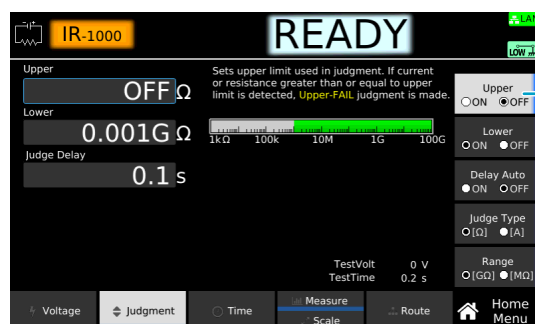 IR-1000
READY
LAN
LOW
Upper
OFF Ω
Lower
0.001G Ω
Judge Delay
0.1 s
Sets upper limit used in judgment. If current
or resistance greater than or equal to upper
limit is detected, Upper-FAIL judgment is made.
1kΩ 100k 10M 1G 100G
TestVolt 0 V
TestTime 0.2 s
Upper
ON OFF
Lower
ON OFF
Delay Auto
ON OFF
Judge Type
[Ω] [A]
Range
[GΩ] [MΩ]
Voltage
Judgment
Time
Measure
Scale
Route
Home
Menu